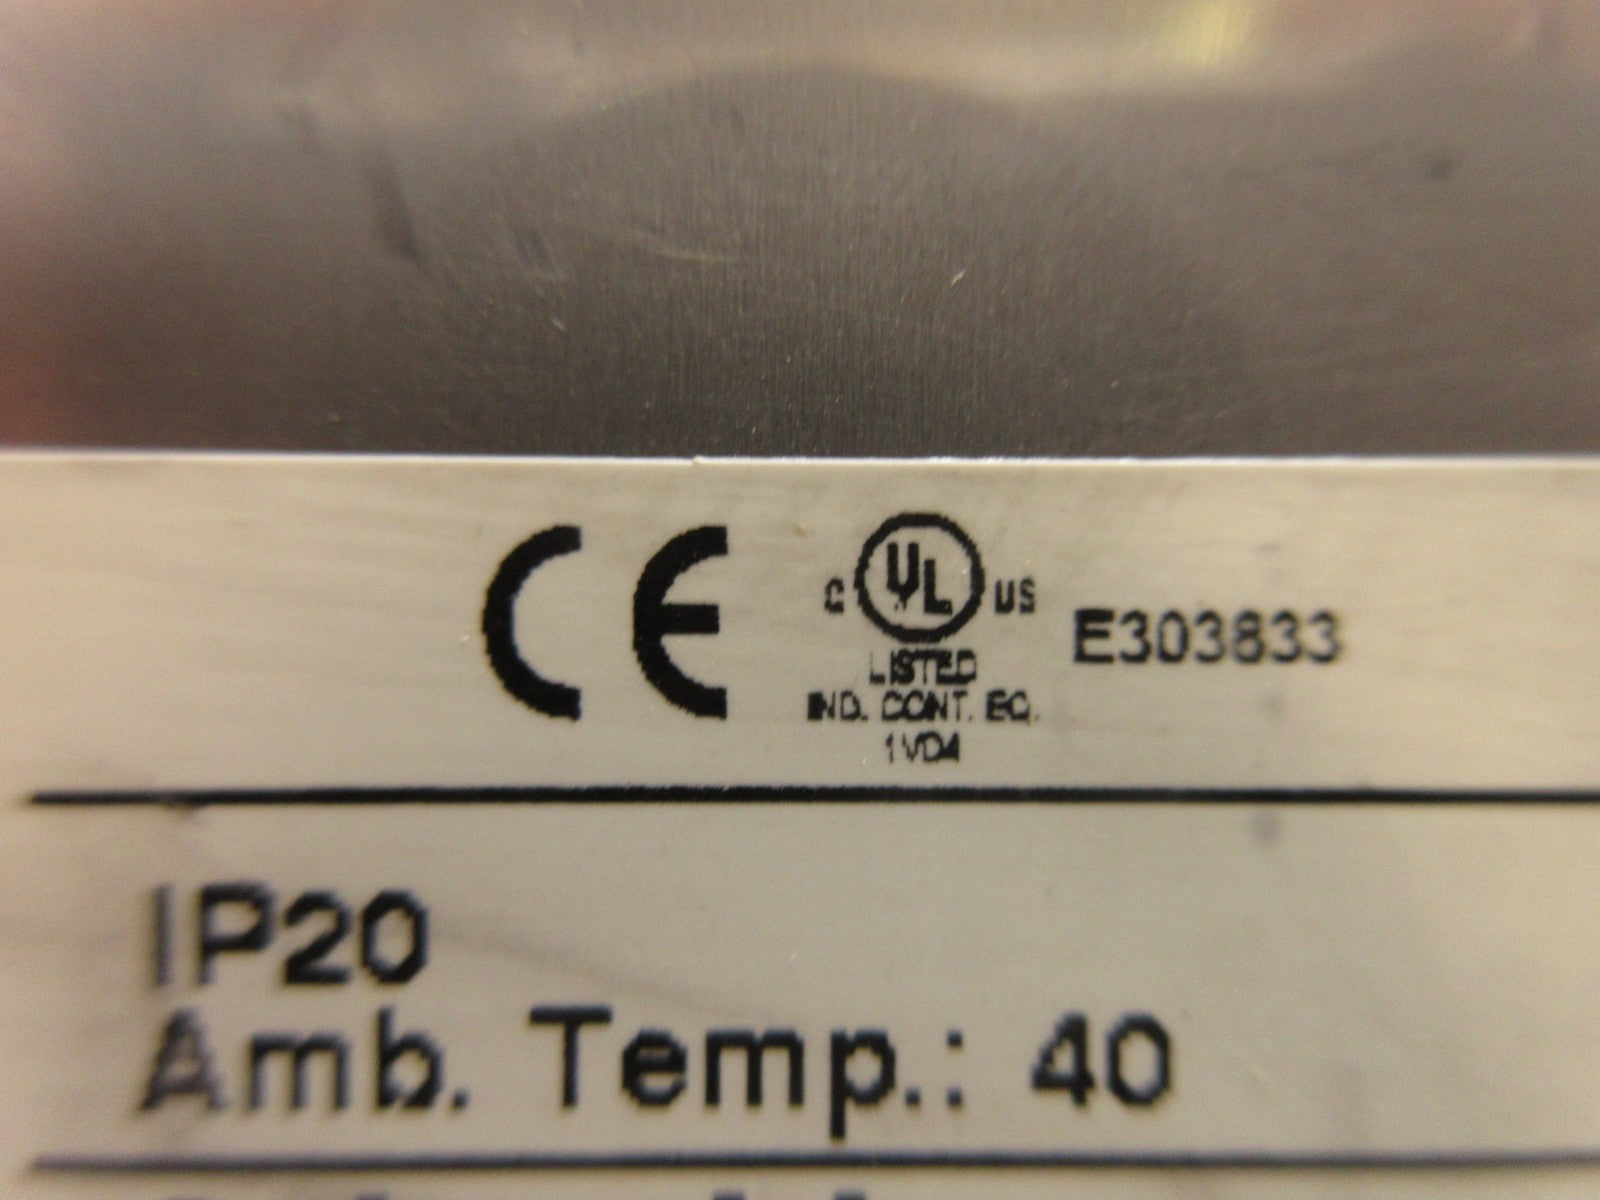 CE C UL US E303833
LISTED
IND. CONT. EQ.
1VD4
IP20
Amb. Temp.: 40